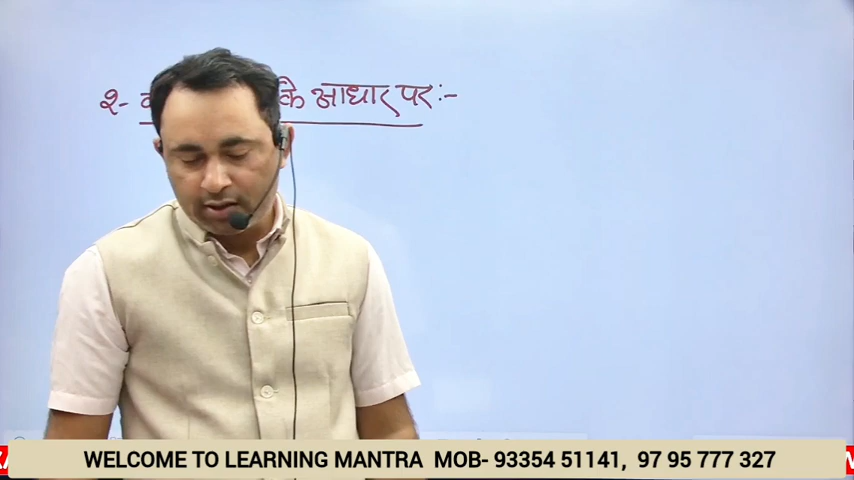 २- के आधार पर :-
WELCOME TO LEARNING MANTRA MOB- 93354 51141, 97 95 777 327